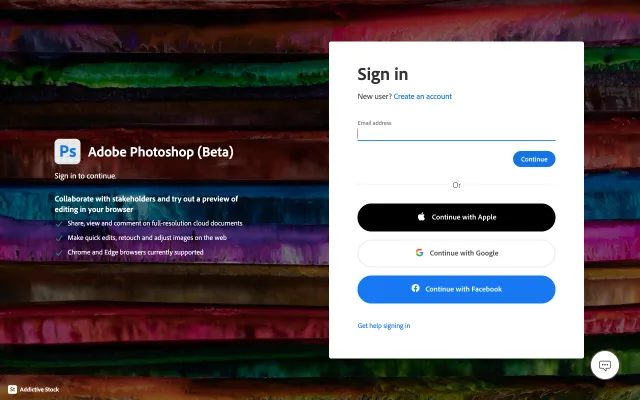 Ps Adobe Photoshop (Beta)
Sign in to continue.
Collaborate with stakeholders and try out a preview of
editing in your browser
Share, view and comment on full-resolution cloud documents
Make quick edits, retouch and adjust images on the web
Chrome and Edge browsers currently supported
St Addictive Stock
Sign in
New user? Create an account
Email address
Continue
Or
Continue with Apple
Continue with Google
Continue with Facebook
Get help signing in